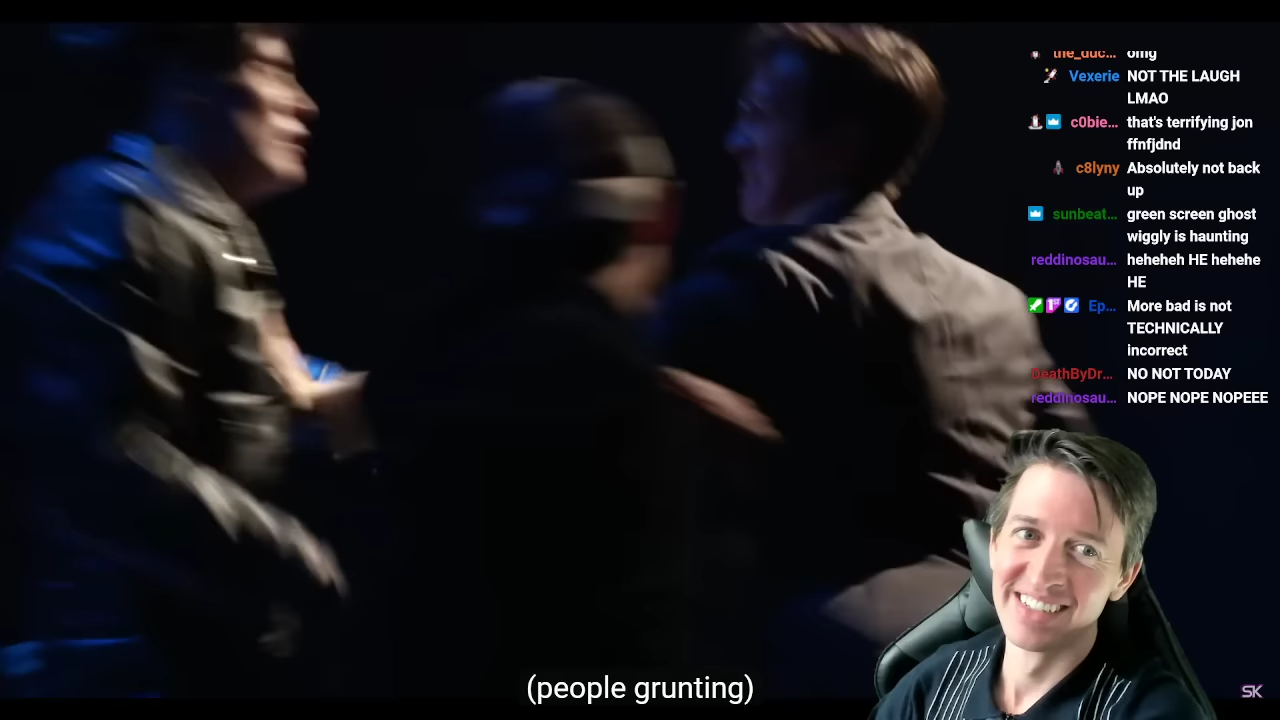 the_duc… omg
Vexerie NOT THE LAUGH
LMAO
c0bie… that's terrifying jon
ffnfjdnd
c8lyny Absolutely not back
up
sunbeat… green screen ghost
wiggly is haunting
reddinosau… heheheh HE hehehe
HE
Ep… More bad is not
TECHNICALLY
incorrect
DeathByDr… NO NOT TODAY
reddinosau… NOPE NOPE NOPEEE
(people grunting)
SK